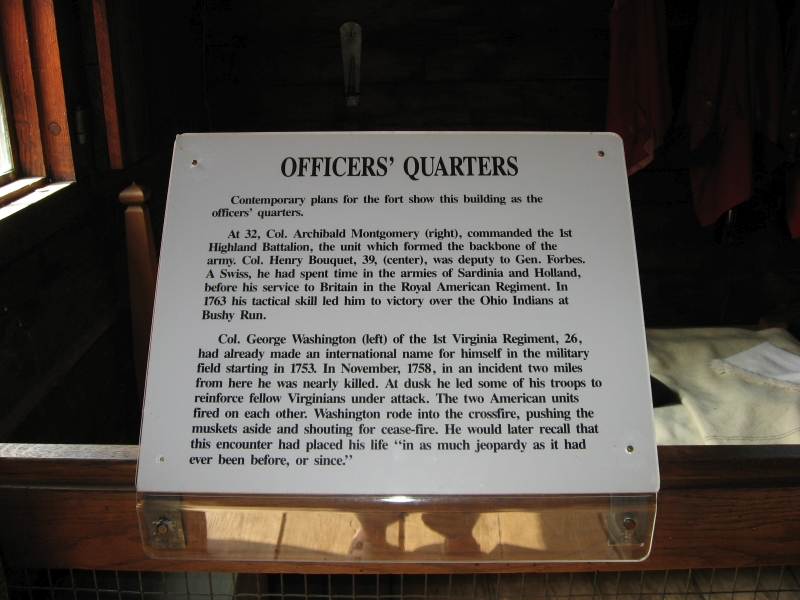 OFFICERS' QUARTERS
Contemporary plans for the fort show this building as the
officers' quarters.
At 32, Col. Archibald Montgomery (right), commanded the 1st
Highland Battalion, the unit which formed the backbone of the
army. Col. Henry Bouquet, 39, (center), was deputy to Gen. Forbes.
A Swiss, he had spent time in the armies of Sardinia and Holland,
before his service to Britain in the Royal American Regiment. In
1763 his tactical skill led him to victory over the Ohio Indians at
Bushy Run.
Col. George Washington (left) of the 1st Virginia Regiment, 26,
had already made an international name for himself in the military
field starting in 1753. In November, 1758, in an incident two miles
from here he was nearly killed. At dusk he led some of his troops to
reinforce fellow Virginians under attack. The two American units
fired on each other. Washington rode into the crossfire, pushing the
muskets aside and shouting for cease-fire. He would later recall that
this encounter had placed his life "in as much jeopardy as it had
ever been before, or since."